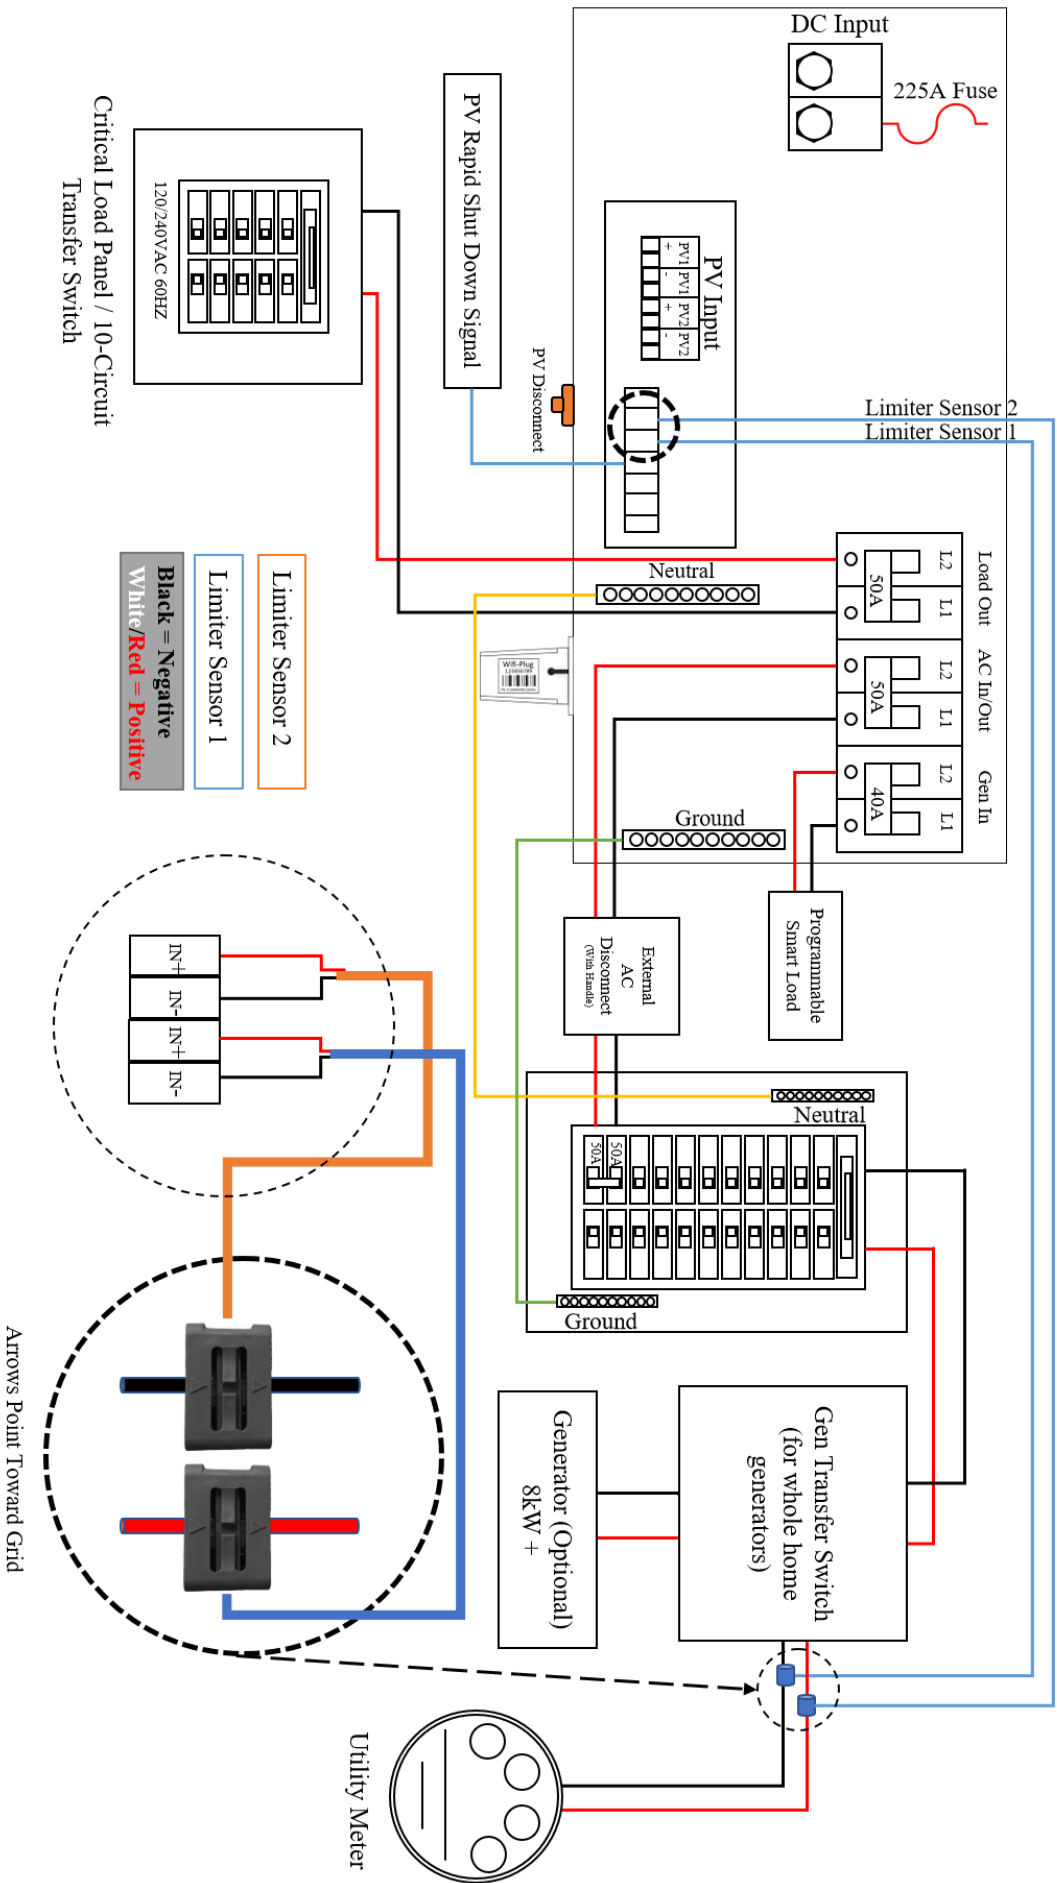 DC Input
225A Fuse
PV Rapid Shut Down Signal
Critical Load Panel / 10-Circuit
Transfer Switch
120/240VAC 60HZ
PV Input
PV1 PV1 PV2 PV2
+ - + -
PV Disconnect
Limiter Sensor 2
Limiter Sensor 1
Neutral
Load Out
L2 L1
50A
AC In/Out
L2 L1
50A
Gen In
L2 L1
40A
Wifi-Plug
Ground
Limiter Sensor 2
Limiter Sensor 1
Black = Negative
White/Red = Positive
Programmable
Smart Load
External
AC
Disconnect
(With Handle)
IN+
IN-
IN+
IN-
Neutral
50A
50A
Ground
Gen Transfer Switch
(for whole home
generators)
Generator (Optional)
8kW +
Arrows Point Toward Grid
Utility Meter